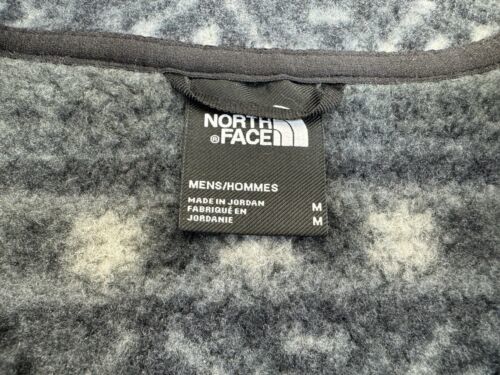 NORTH
®FACE
MENS/HOMMES
MADE IN JORDAN M
FABRIQUÉ EN
JORDANIE M